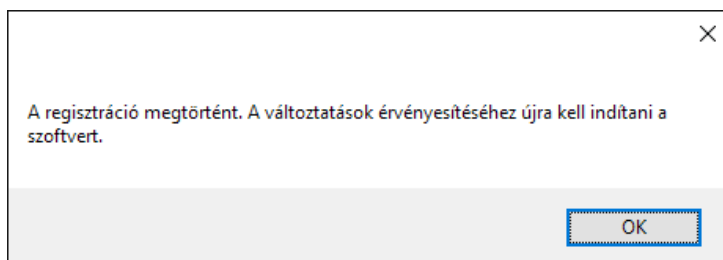 A regisztráció megtörtént. A változtatások érvényesítéséhez újra kell indítani a
szoftvert.
OK